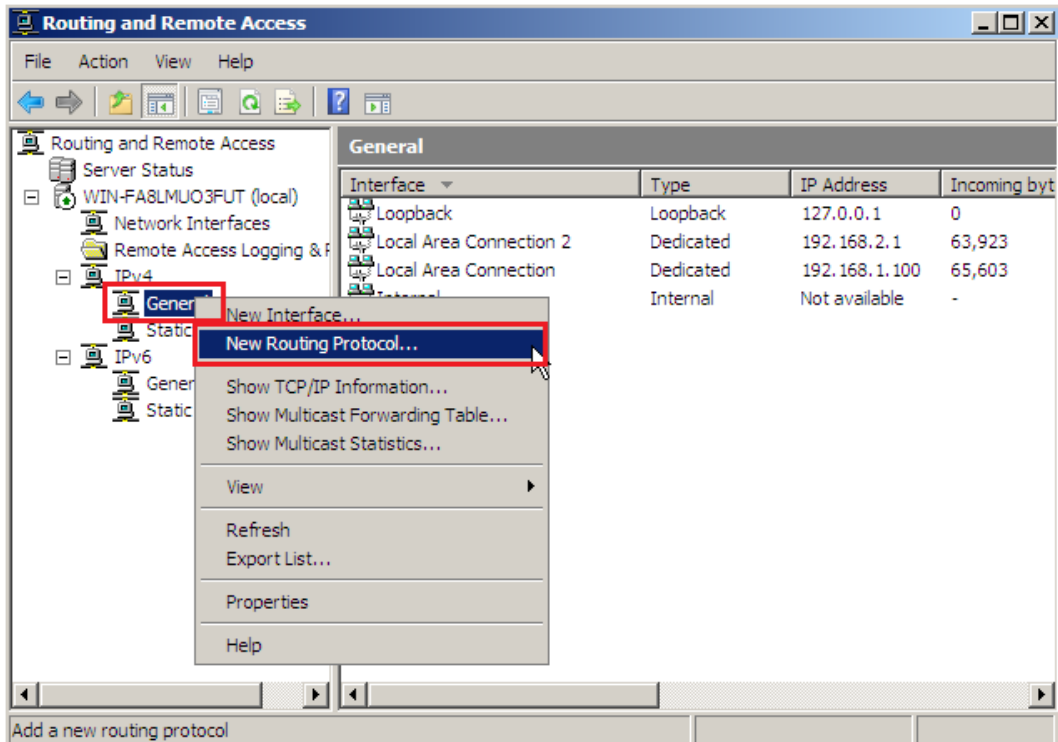 Routing and Remote Access
File Action View Help
Routing and Remote Access
Server Status
WIN-FA8LMUO3FUT (local)
Network Interfaces
Remote Access Logging &
IPv4
General
Static
IPv6
Gener
Static
General
Interface Type IP Address Incoming byt
Loopback Loopback 127.0.0.1 0
Local Area Connection 2 Dedicated 192.168.2.1 63,923
Local Area Connection Dedicated 192.168.1.100 65,603
Internal Internal Not available -
New Interface...
New Routing Protocol...
Show TCP/IP Information...
Show Multicast Forwarding Table...
Show Multicast Statistics...
View
Refresh
Export List...
Properties
Help
Add a new routing protocol